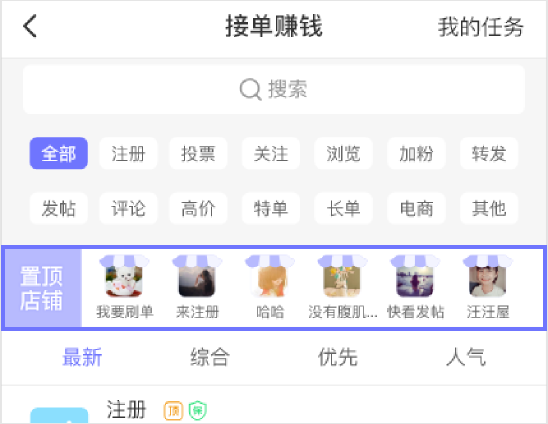 接单赚钱 我的任务
搜索
全部 注册 投票 关注 浏览 加粉 转发
发帖 评论 高价 特单 长单 电商 其他
置顶
店铺
我要刷单 来注册 哈哈 没有腹肌... 快看发帖 汪汪屋
最新 综合 优先 人气
注册 顶 保